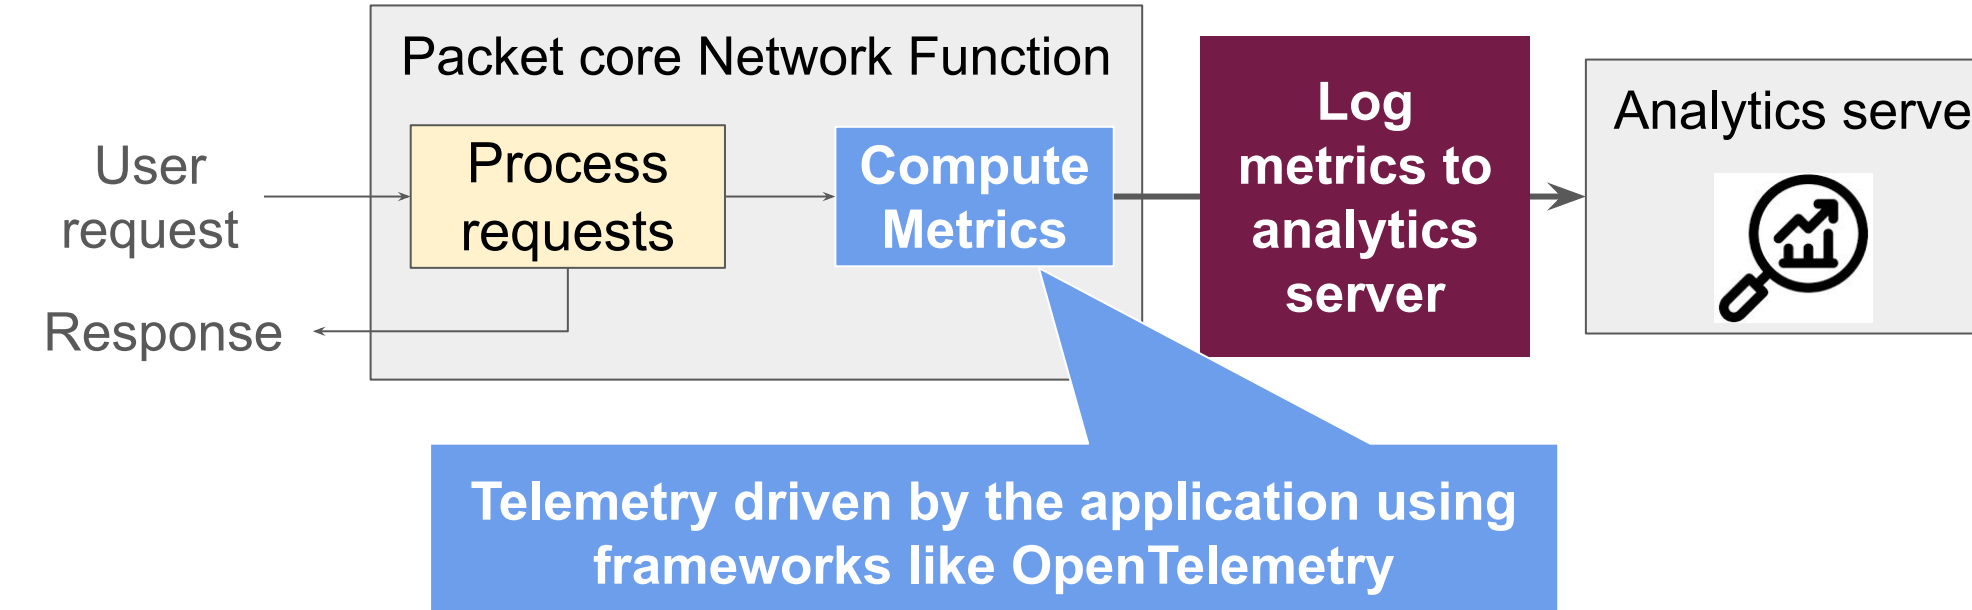 Packet core Network Function
User
request
Process
requests
Compute
Metrics
Response
Log
metrics to
analytics
server
Analytics serve
Telemetry driven by the application using
frameworks like OpenTelemetry